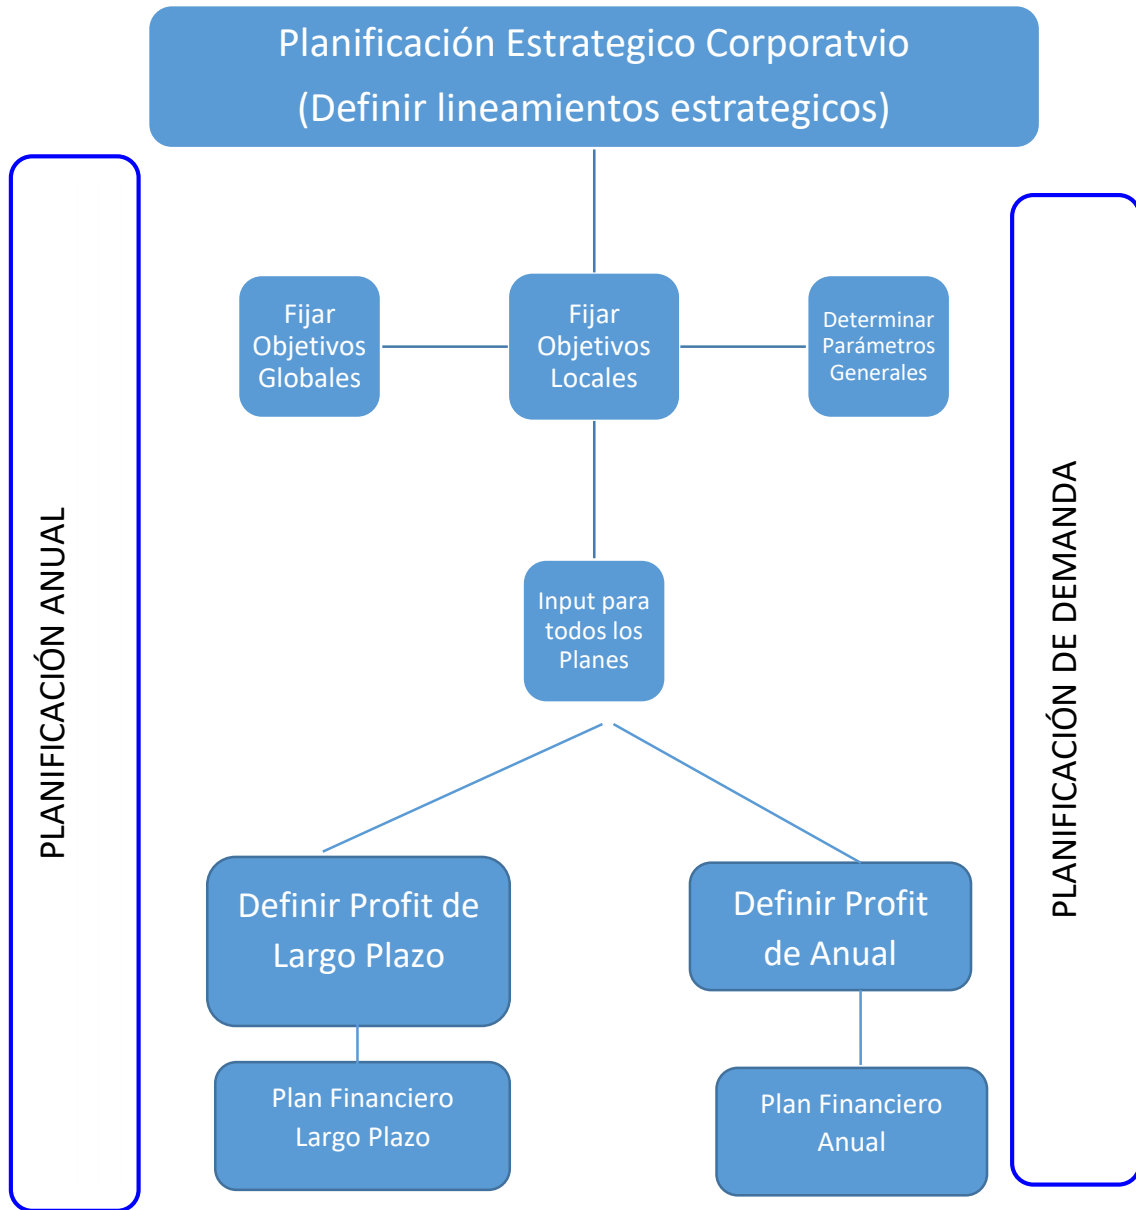 Planificación Estrategico Corporatvio
(Definir lineamientos estrategicos)
PLANIFICACIÓN ANUAL
Fijar
Objetivos
Globales
Fijar
Objetivos
Locales
Determinar
Parámetros
Generales
Input para
todos los
Planes
Definir Profit de
Largo Plazo
Definir Profit
de Anual
Plan Financiero
Largo Plazo
Plan Financiero
Anual
PLANIFICACIÓN DE DEMANDA